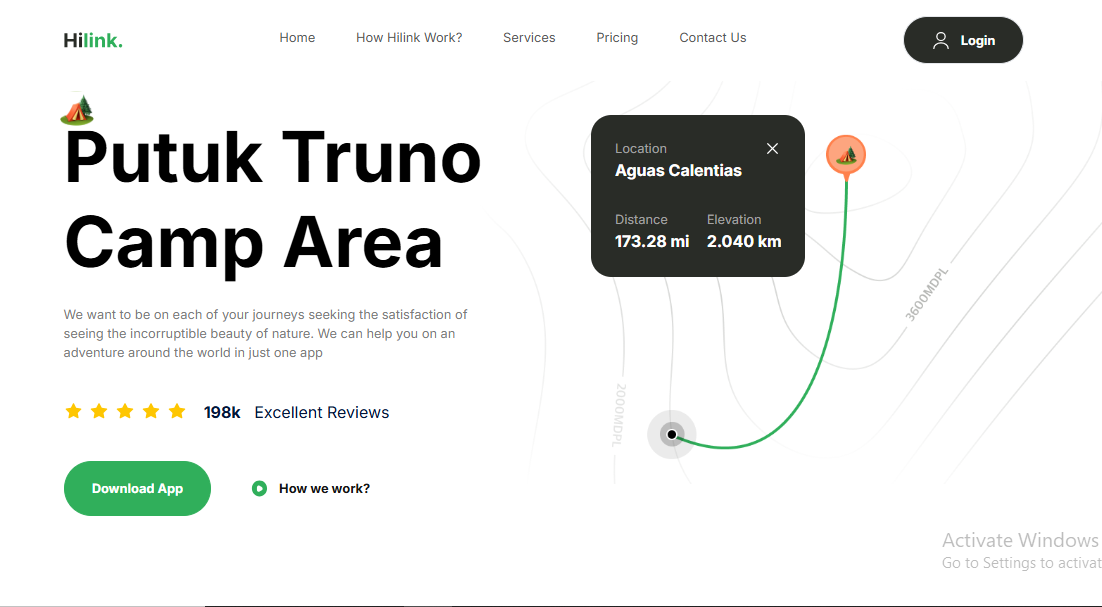 Hilink.
Home
How Hilink Work?
Services
Pricing
Contact Us
Login
Putuk Truno
Camp Area
We want to be on each of your journeys seeking the satisfaction of
seeing the incorruptible beauty of nature. We can help you on an
adventure around the world in just one app
198k Excellent Reviews
Download App
How we work?
Location
Aguas Calentias
Distance
Elevation
173.28 mi
2.040 km
3600MDPL
2000MDPL
Activate Windows
Go to Settings to activat